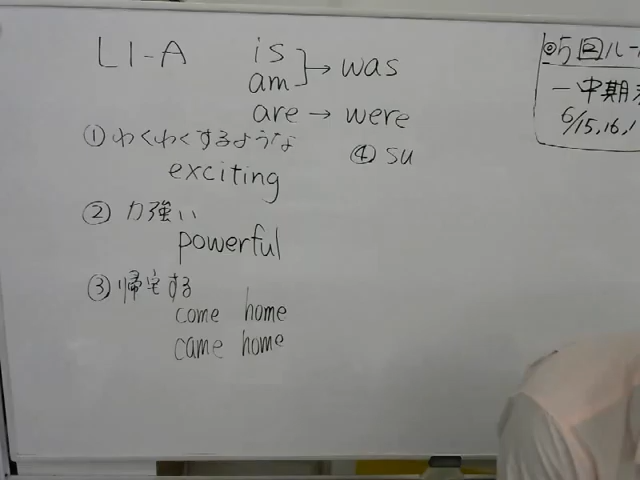 L1-A
is
am
→ was
are → were
① わくわくするような
exciting
② 力強い
powerful
③ 帰宅する
come home
came home
④ su
◎5回ルー
一中期
6/15,16,1